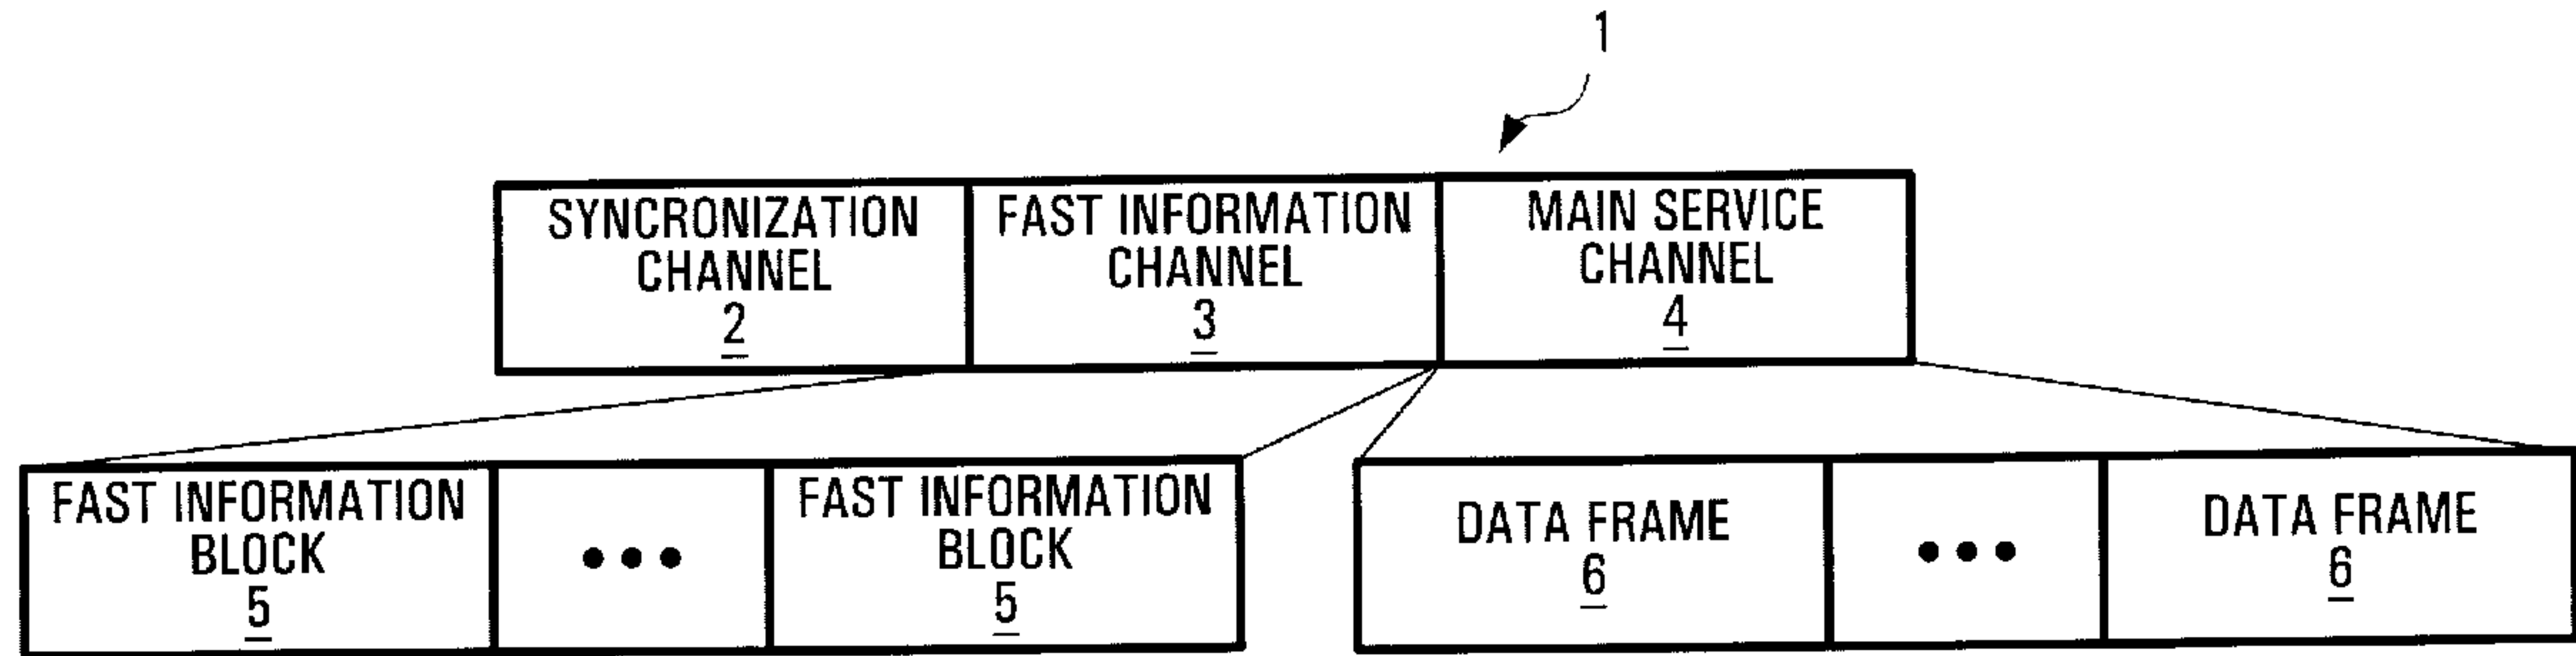 1
SYNCRONIZATION
CHANNEL
2
FAST INFORMATION
CHANNEL
3
MAIN SERVICE
CHANNEL
4
FAST INFORMATION
BLOCK
5
•••
FAST INFORMATION
BLOCK
5
DATA FRAME
6
•••
DATA FRAME
6